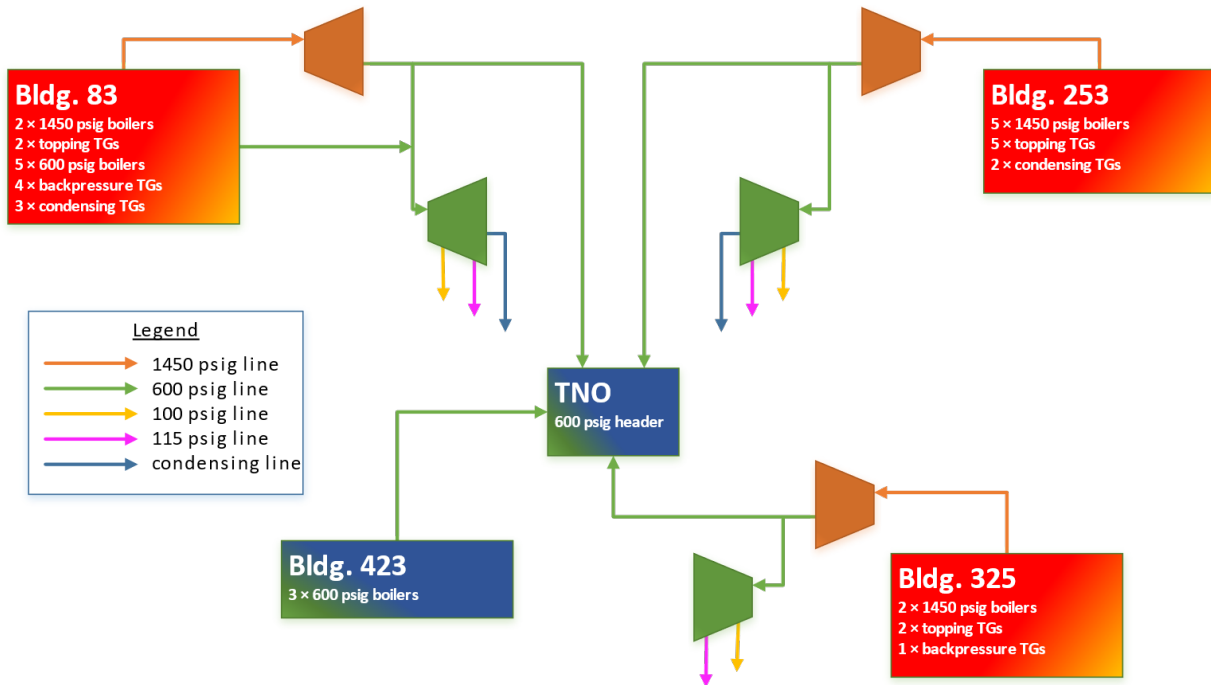 Bldg. 83
2 × 1450 psig boilers
2 × topping TGs
5 × 600 psig boilers
4 × backpressure TGs
3 × condensing TGs
Bldg. 253
5 × 1450 psig boilers
5 × topping TGs
2 × condensing TGs
Legend
1450 psig line
600 psig line
100 psig line
115 psig line
condensing line
TNO
600 psig header
Bldg. 423
3 × 600 psig boilers
Bldg. 325
2 × 1450 psig boilers
2 × topping TGs
1 × backpressure TGs